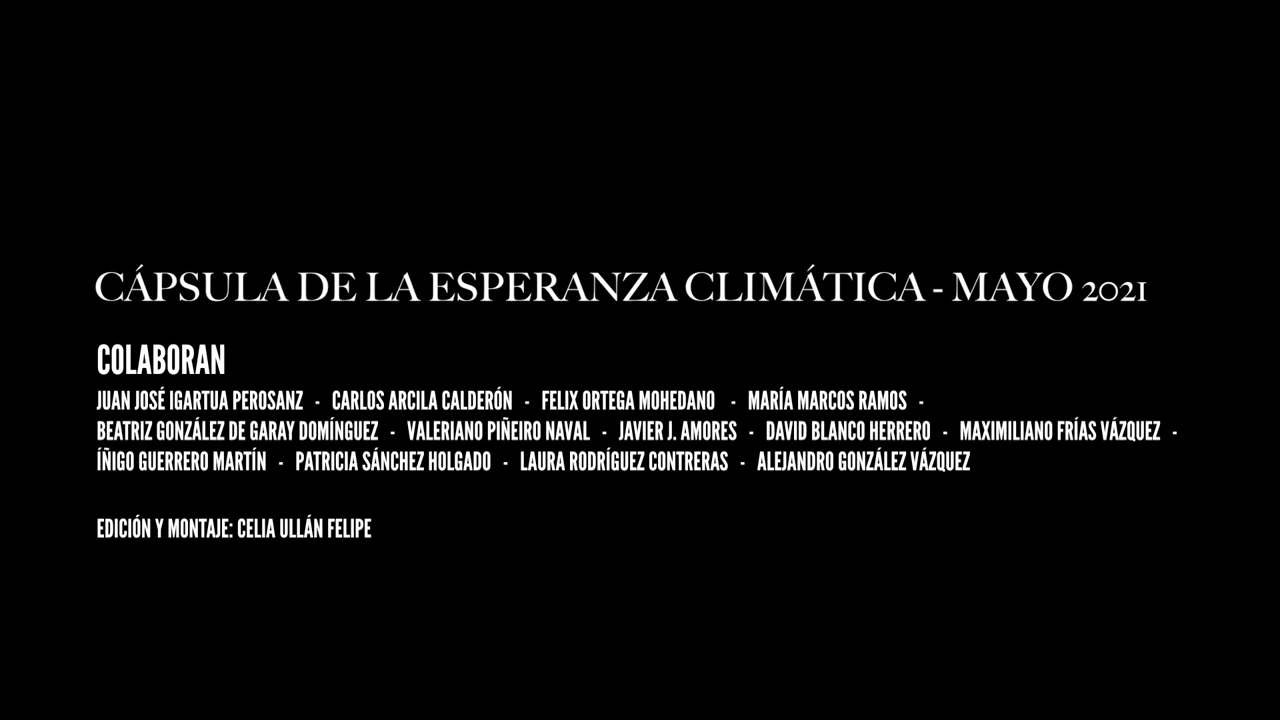 CÁPSULA DE LA ESPERANZA CLIMÁTICA - MAYO 2021
COLABORAN
JUAN JOSÉ IGARTUA PEROSANZ - CARLOS ARCILA CALDERÓN - FELIX ORTEGA MOHEDANO - MARÍA MARCOS RAMOS -
BEATRIZ GONZÁLEZ DE GARAY DOMÍNGUEZ - VALERIANO PIÑEIRO NAVAL - JAVIER J. AMORES - DAVID BLANCO HERRERO - MAXIMILIANO FRÍAS VÁZQUEZ -
ÍÑIGO GUERRERO MARTÍN - PATRICIA SÁNCHEZ HOLGADO - LAURA RODRÍGUEZ CONTRERAS - ALEJANDRO GONZÁLEZ VÁZQUEZ
EDICIÓN Y MONTAJE: CELIA ULLÁN FELIPE